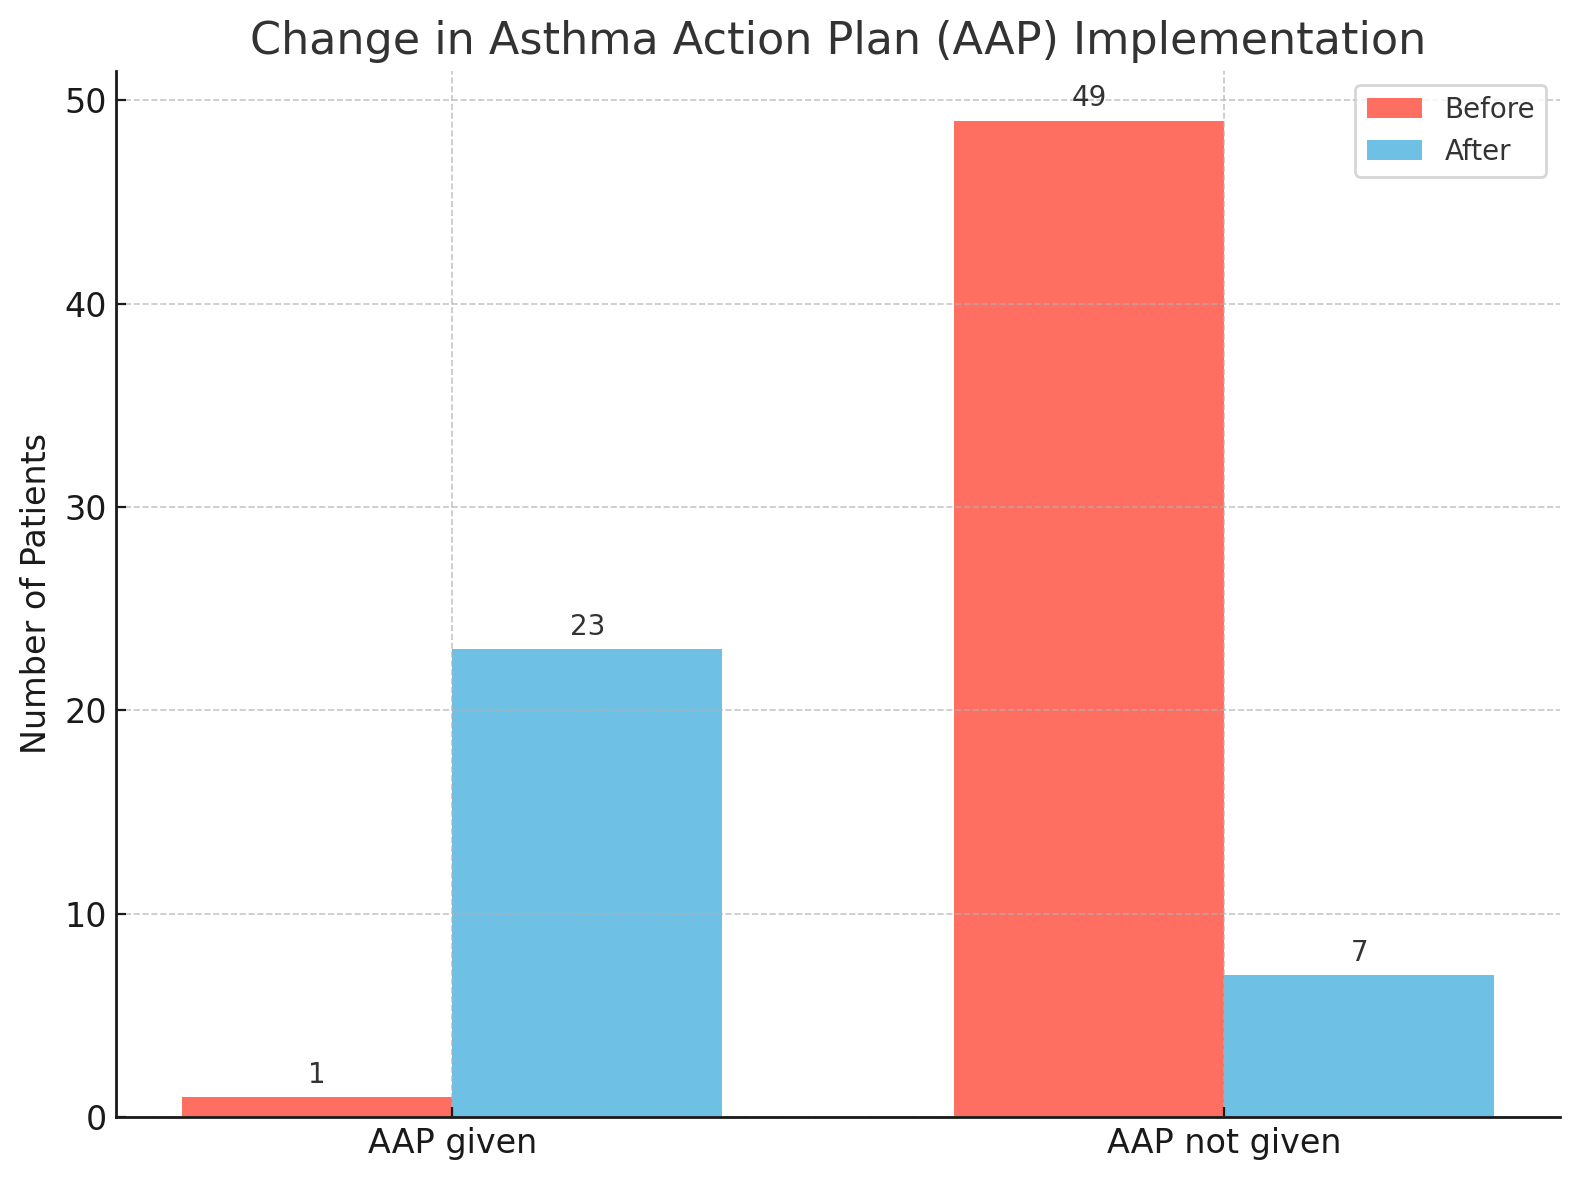 Change in Asthma Action Plan (AAP) Implementation
Number of Patients
50
40
30
20
10
0
49
23
7
1
Before
After
AAP given
AAP not given